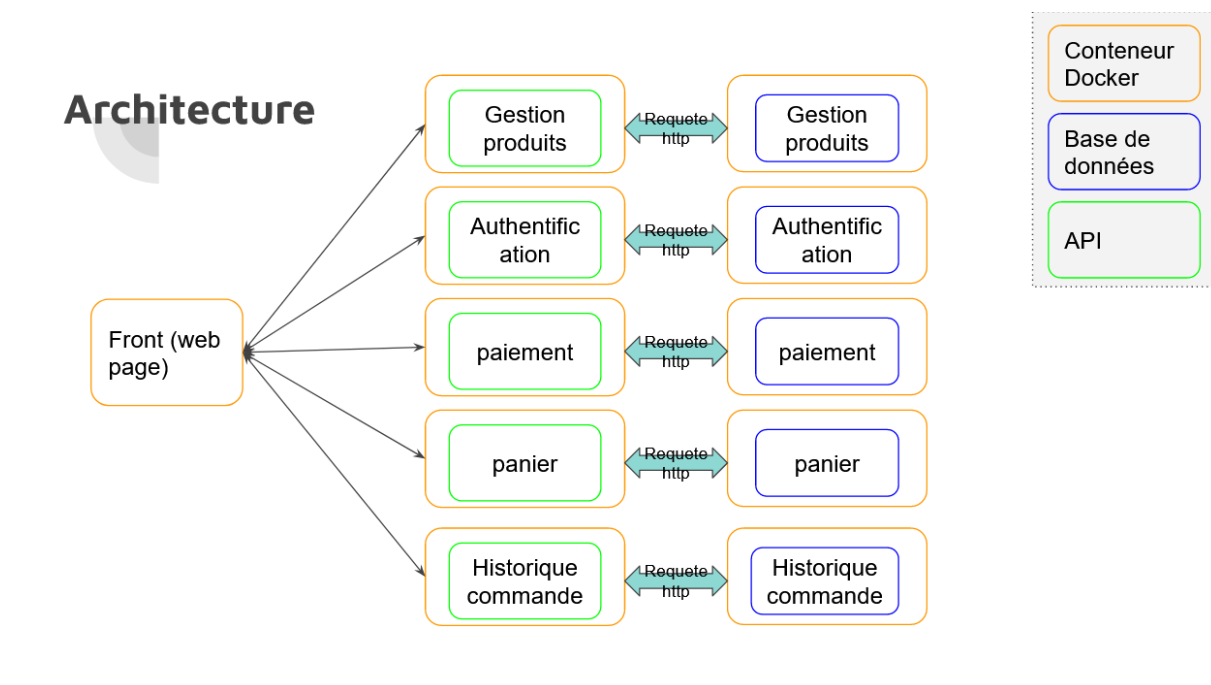 Architecture
Conteneur
Docker
Base de
données
API
Front (web
page)
Gestion
produits
Requete
http
Gestion
produits
Authentific
ation
Requete
http
Authentific
ation
paiement
Requete
http
paiement
panier
Requete
http
panier
Historique
commande
Requete
http
Historique
commande